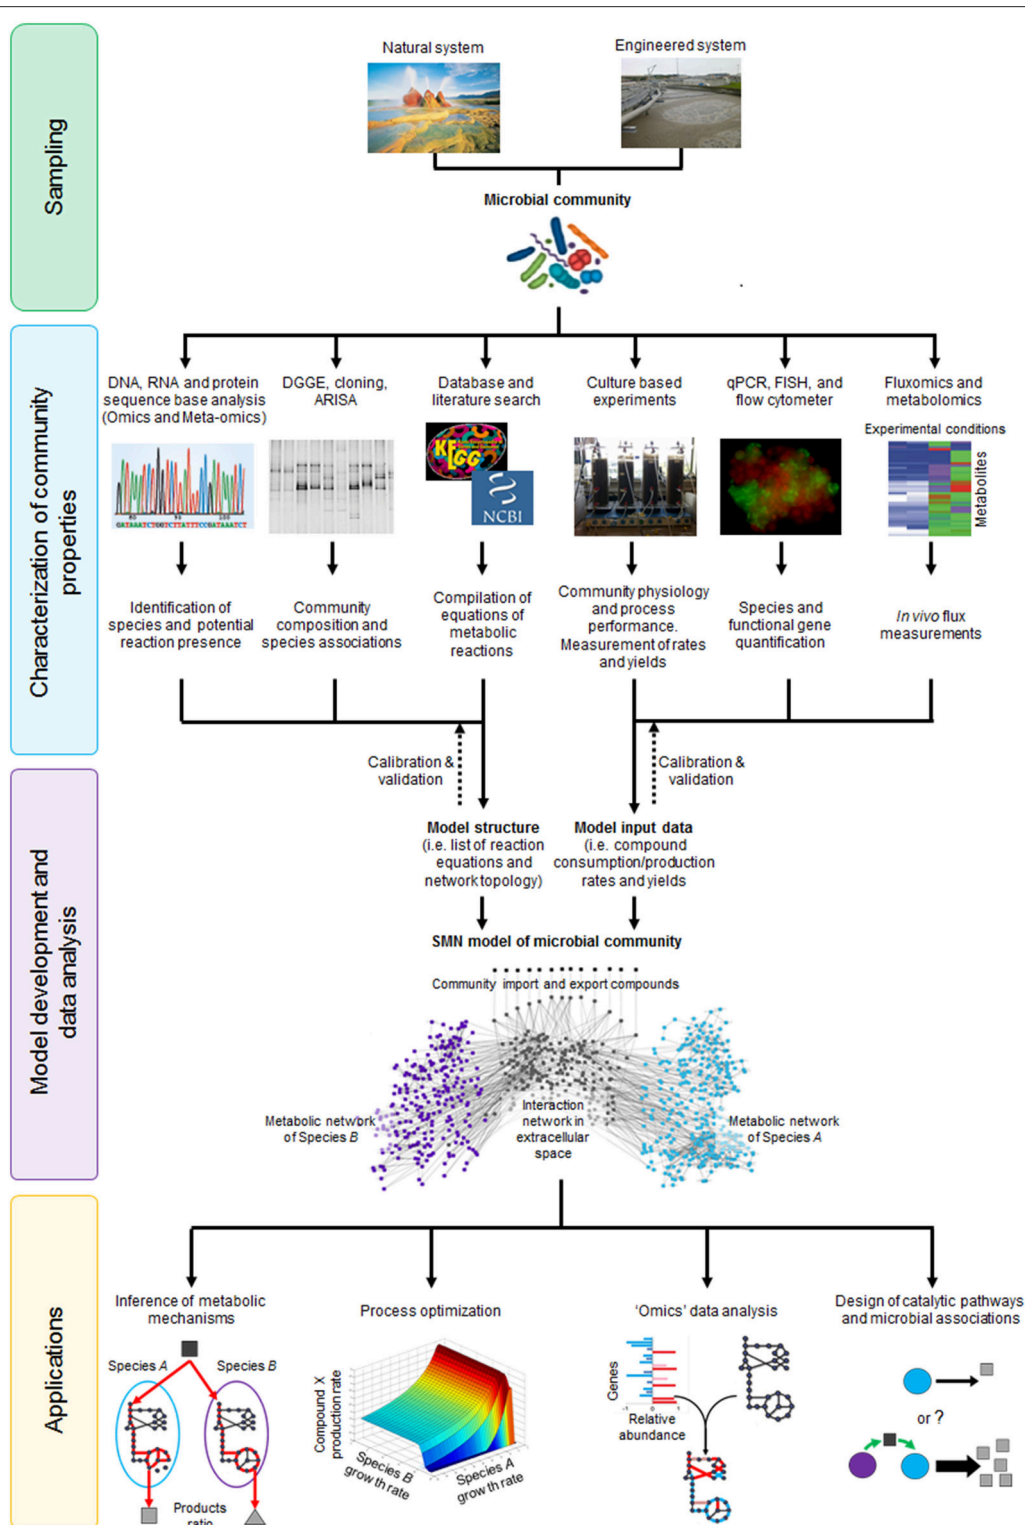 Sampling
Natural system
Engineered system
Microbial community
Characterization of community
properties
DNA, RNA and protein
sequence base analysis
(Omics and Meta-omics)
DGGE, cloning,
ARISA
Database and
literature search
Culture based
experiments
qPCR, FISH, and
flow cytometer
Fluxomics and
metabolomics
80
100
GATAAATCTGGTCTTATTTCCGATAAATCT
KEGG
NCBI
Experimental conditions
Metabolites
Identification of
species and potential
reaction presence
Community
composition and
species associations
Compilation of
equations of
metabolic
reactions
Community physiology
and process
performance.
Measurement of rates
and yields
Species and
functional gene
quantification
In vivo flux
measurements
Calibration &
validation
Calibration &
validation
Model development and
data analysis
Model structure
(i.e. list of reaction
equations and
network topology)
Model input data
(i.e. compound
consumption/production
rates and yields
SMN model of microbial community
Community import and export compounds
Metabolic network
of Species B
Interaction
network in
extracellular
space
Metabolic network
of Species A
Applications
Inference of metabolic
mechanisms
Species A
Species B
Products
ratio
Process optimization
Compound X
production rate
Species B
growth rate
Species A
growth rate
'Omics' data analysis
Genes
-1 0 1
Relative
abundance
Design of catalytic pathways
and microbial associations
or ?